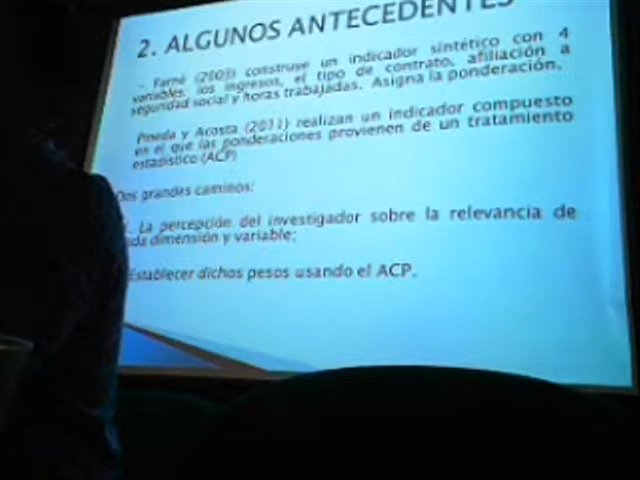 2. ALGUNOS ANTECEDENTES
- Farné (2003) construye un indicador sintético con 4
variables, los ingresos, el tipo de contrato, afiliación a
seguridad social y horas trabajadas. Asigna la ponderación.
Pineda y Acosta (2011) realizan un indicador compuesto
en el que las ponderaciones provienen de un tratamiento
estadístico (ACP)
Dos grandes caminos:
. La percepción del investigador sobre la relevancia de
da dimensión y variable;
Establecer dichos pesos usando el ACP.